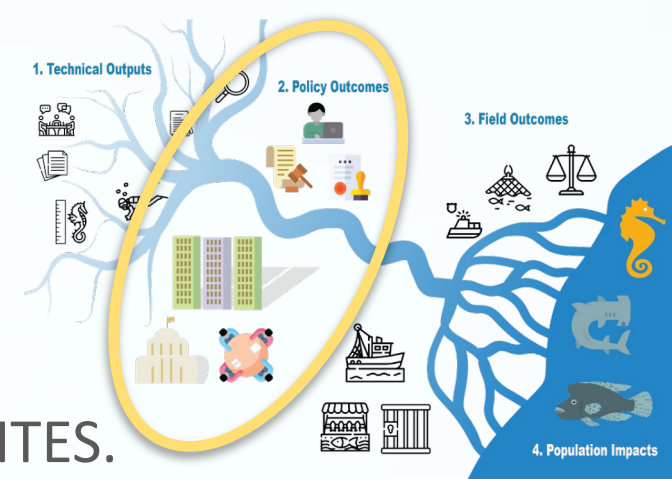 1. Technical Outputs
2. Policy Outcomes
3. Field Outcomes
4. Population Impacts
ITES.